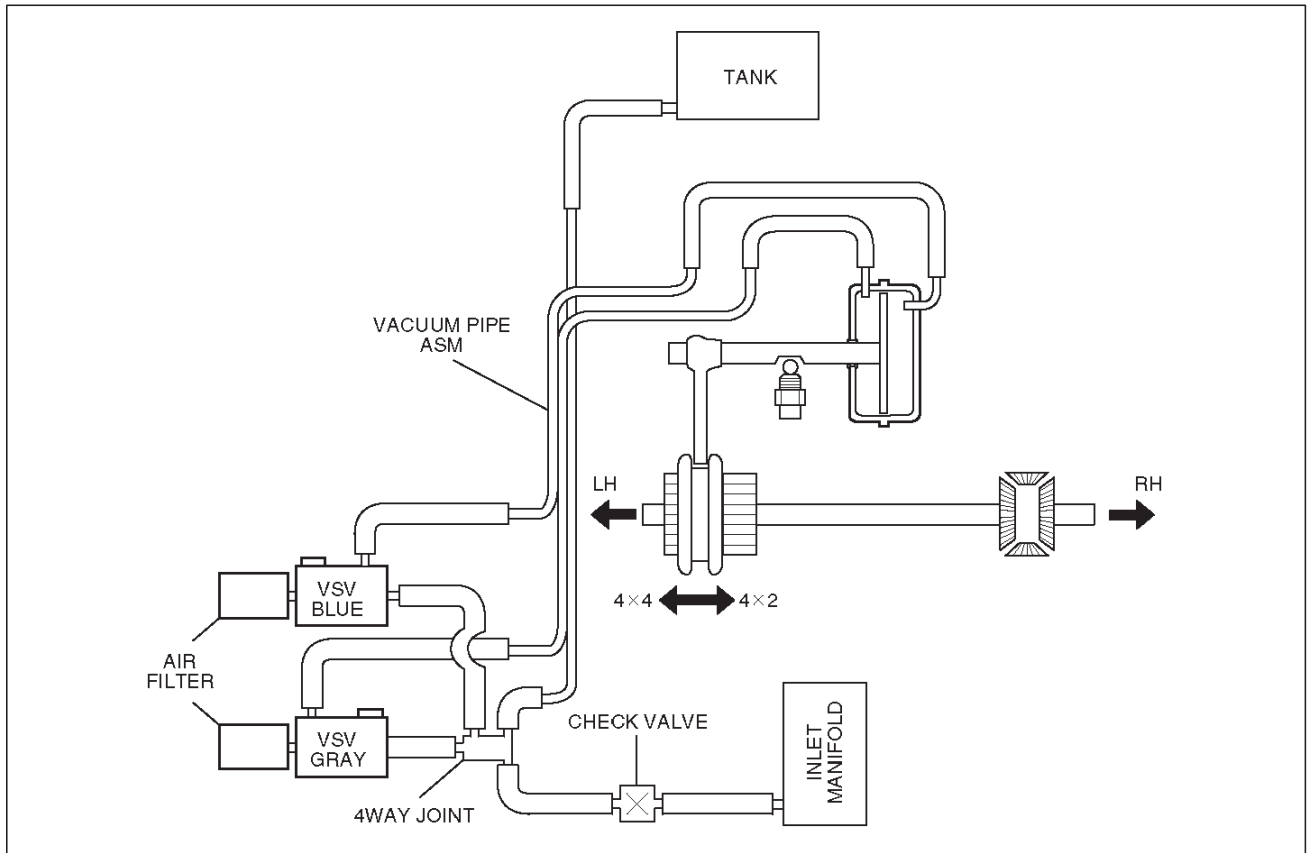 TANK
VACUUM PIPE
ASM
LH
RH
4×4
4×2
VSV
BLUE
AIR
FILTER
VSV
GRAY
CHECK VALVE
INLET
MANIFOLD
4WAY JOINT